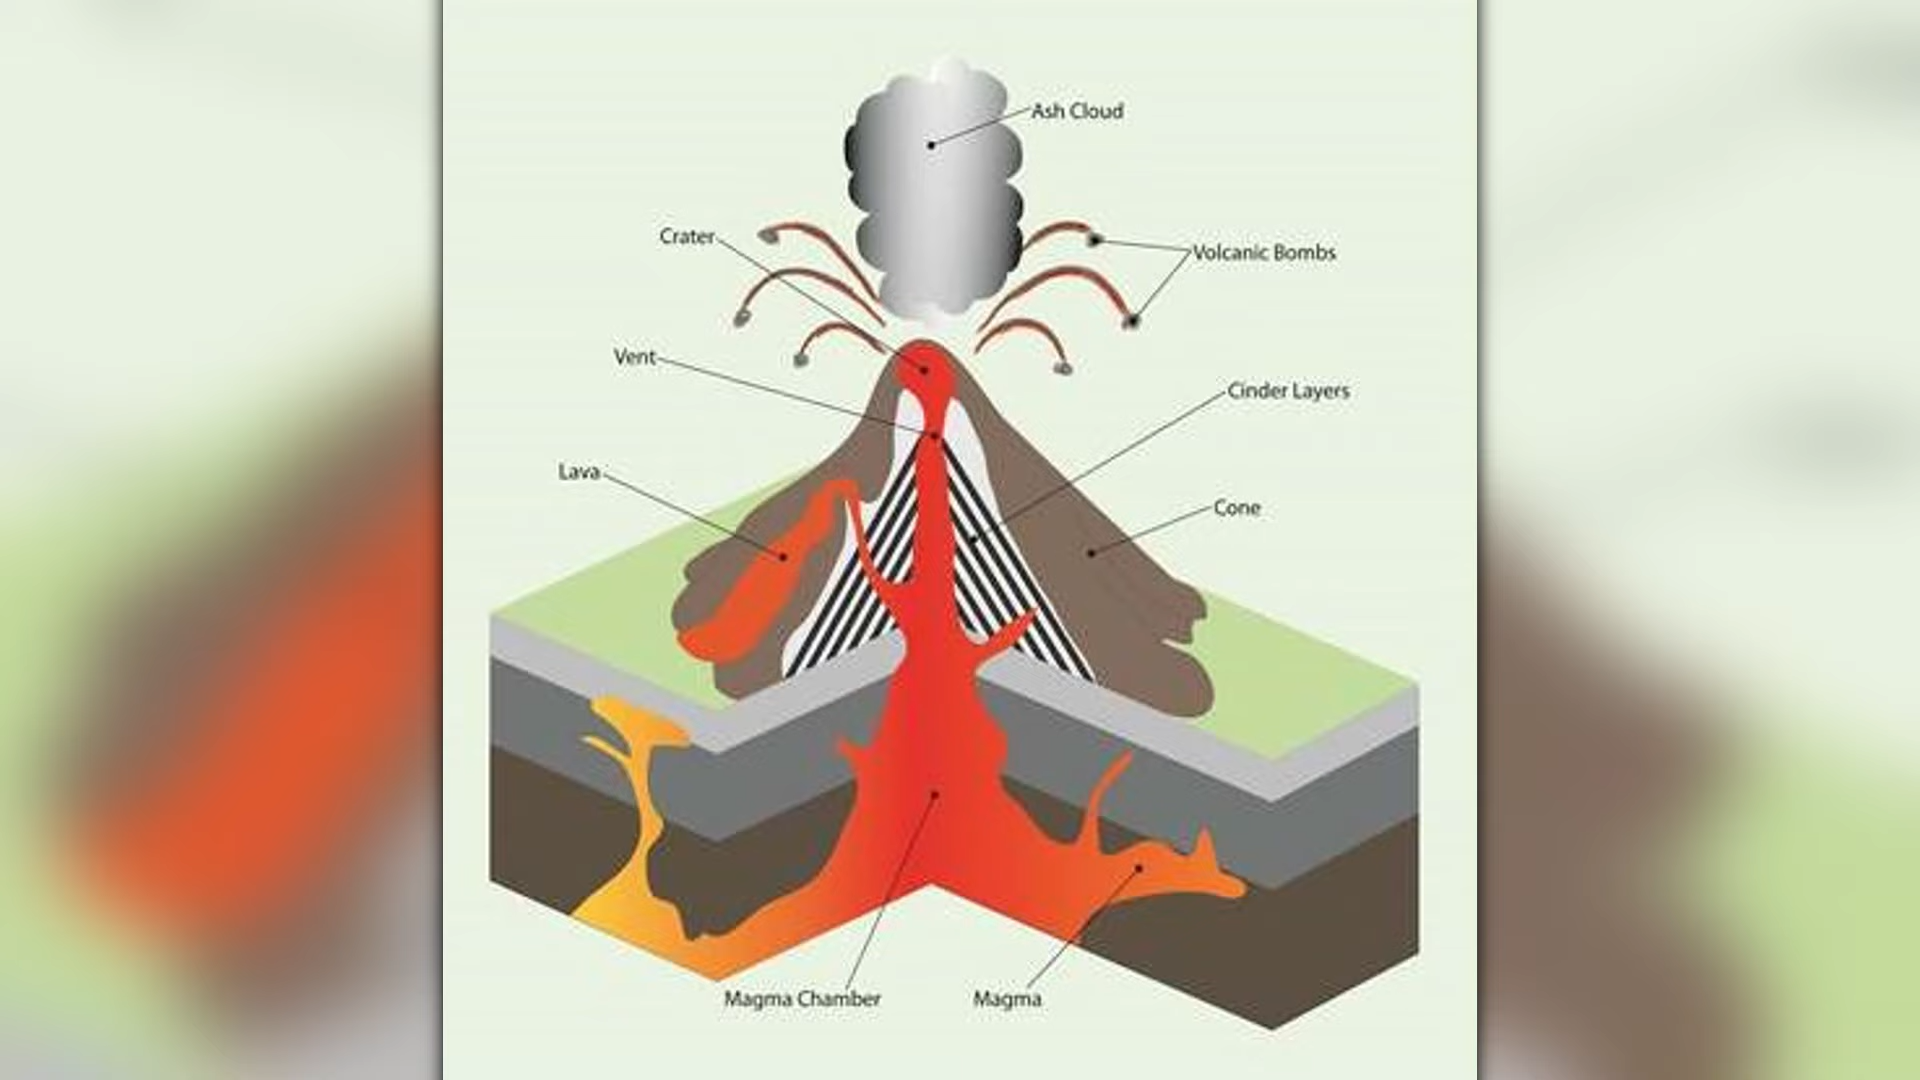 Ash Cloud
Crater
Volcanic Bombs
Vent
Cinder Layers
Lava
Cone
Magma Chamber
Magma